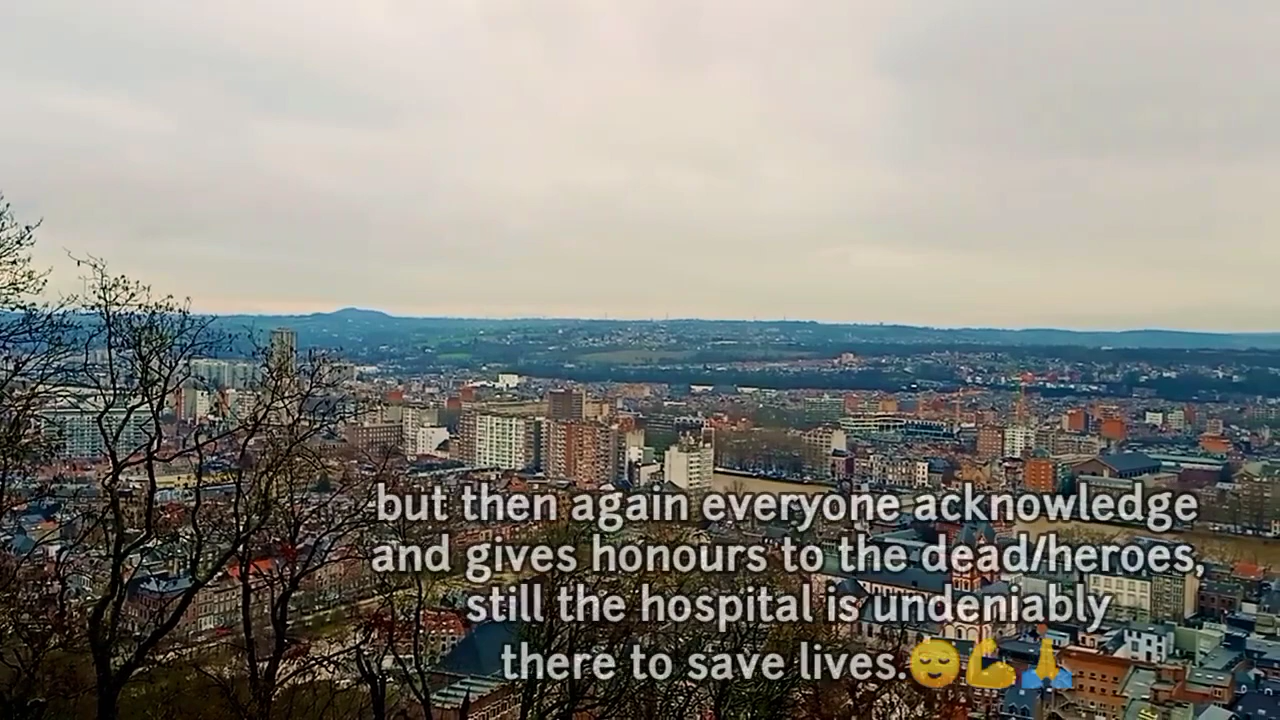 but then again everyone acknowledge
and gives honours to the dead/heroes,
still the hospital is undeniably
there to save lives.😌💪🙏